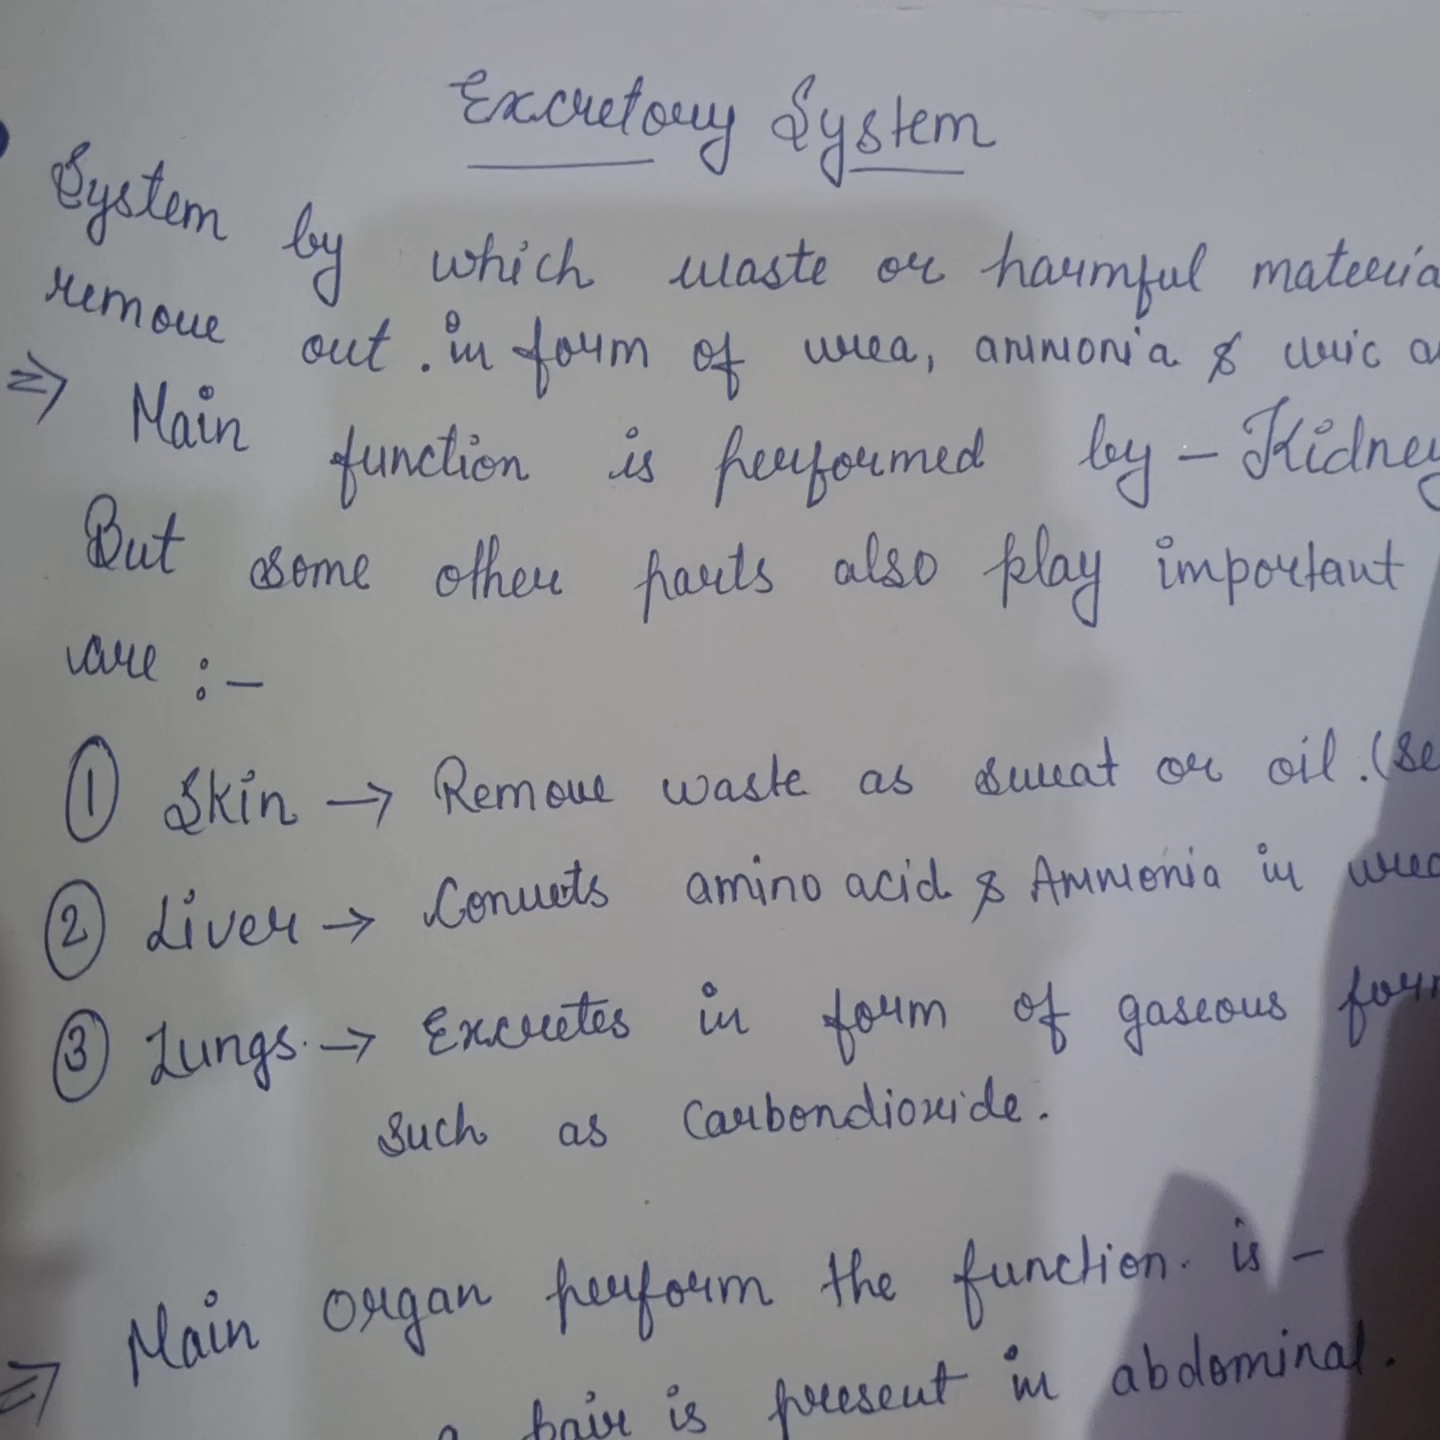 Excretory System
System by which waste or harmful materia
remove out. in form of urea, ammonia & uric a
⇒ Main function is performed by - Kidney
But some other parts also play important
are :-
① Skin → Remove waste as sweat or oil. (Se
② Liver → Converts amino acid & Ammonia in urea
③ Lungs. → Excretes in form of gaseous form
such as Carbondioxide.
Main organ perform the function. is -
⇒ a pair is present in abdominal.